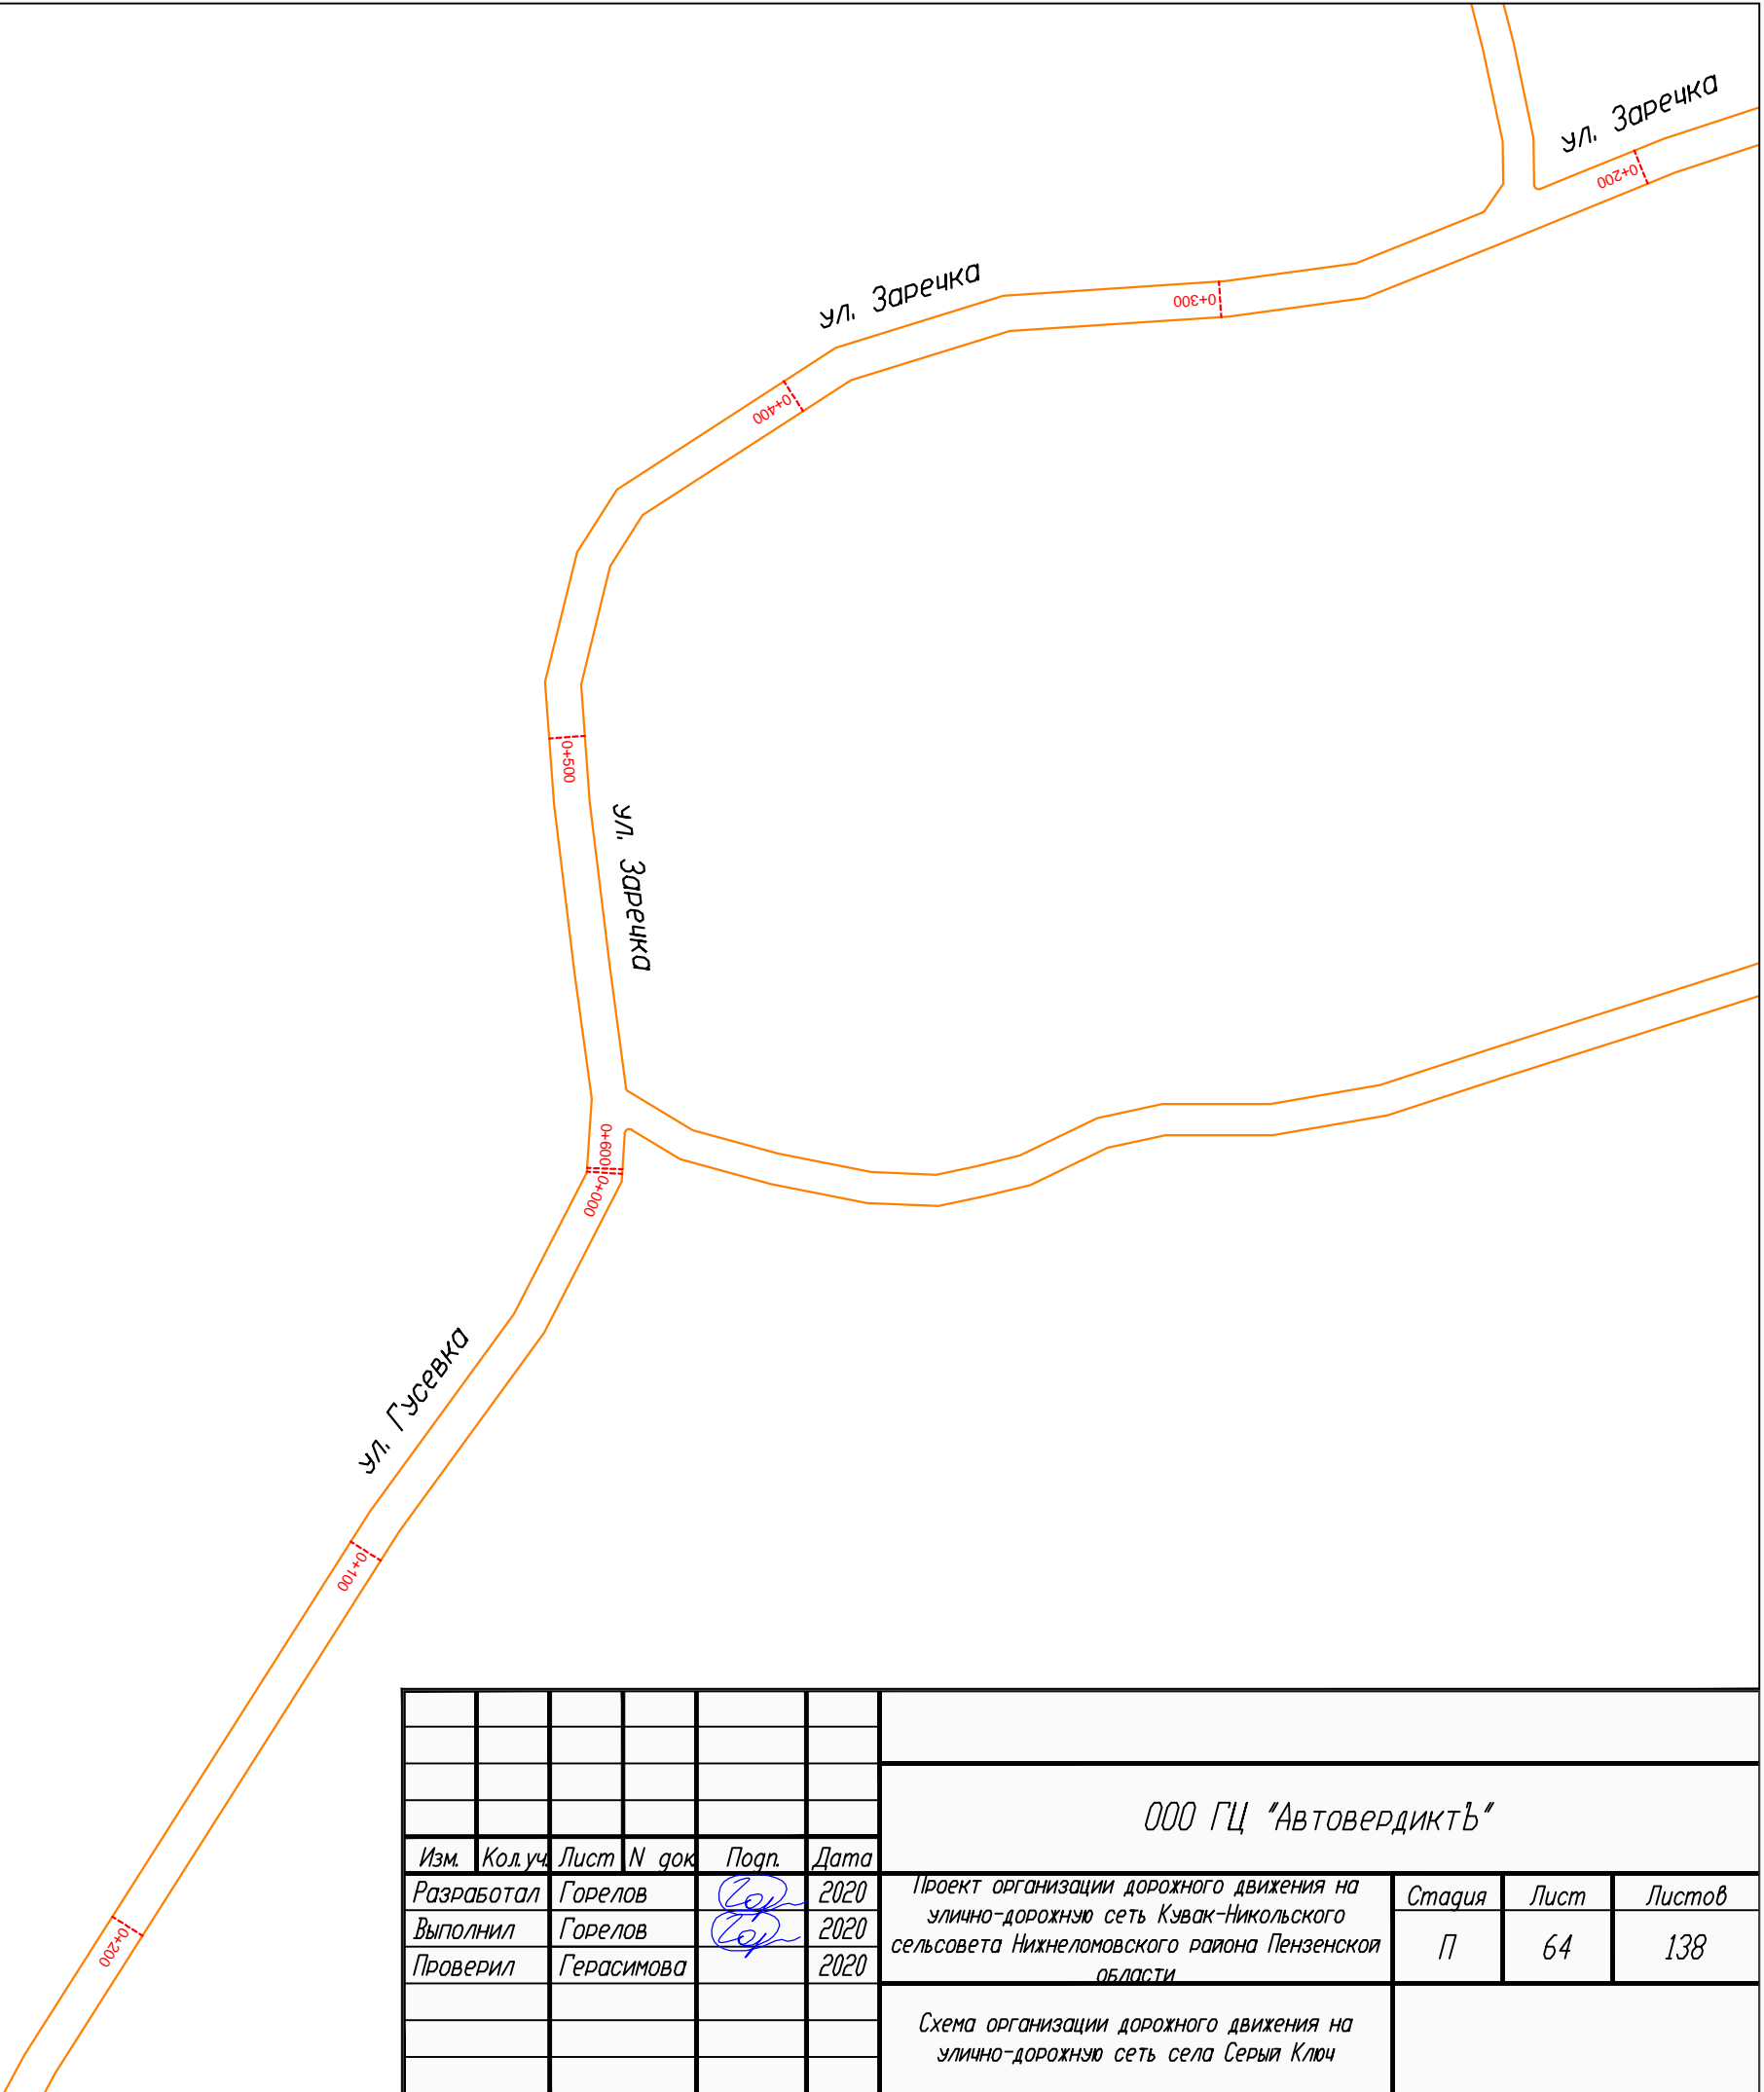 ул. Заречка
0+200
ул. Заречка
0+300
0+400
0+500
ул. Заречка
0+600
0+000
ул. Гусевка
0+100
0+200
ООО ГЦ "АвтовердиктЪ"
Изм. Кол.уч. Лист N док Подп. Дата
Разработал Горелов 2020
Выполнил Горелов 2020
Проверил Герасимова 2020
Проект организации дорожного движения на
улично-дорожную сеть Кувак-Никольского
сельсовета Нижнеломовского района Пензенской
области
Стадия Лист Листов
П 64 138
Схема организации дорожного движения на
улично-дорожную сеть села Серый Ключ